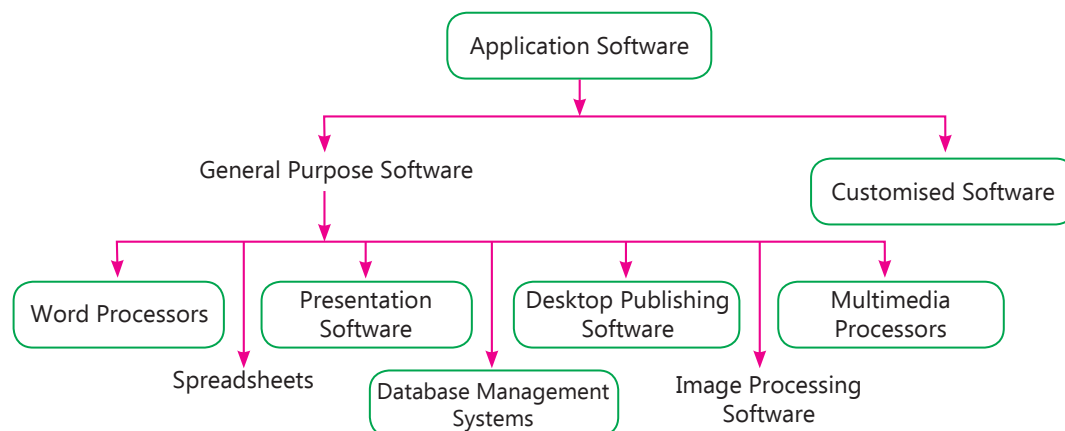 Application Software
General Purpose Software
Customised Software
Word Processors
Presentation
Software
Desktop Publishing
Software
Multimedia
Processors
Spreadsheets
Database Management
Systems
Image Processing
Software